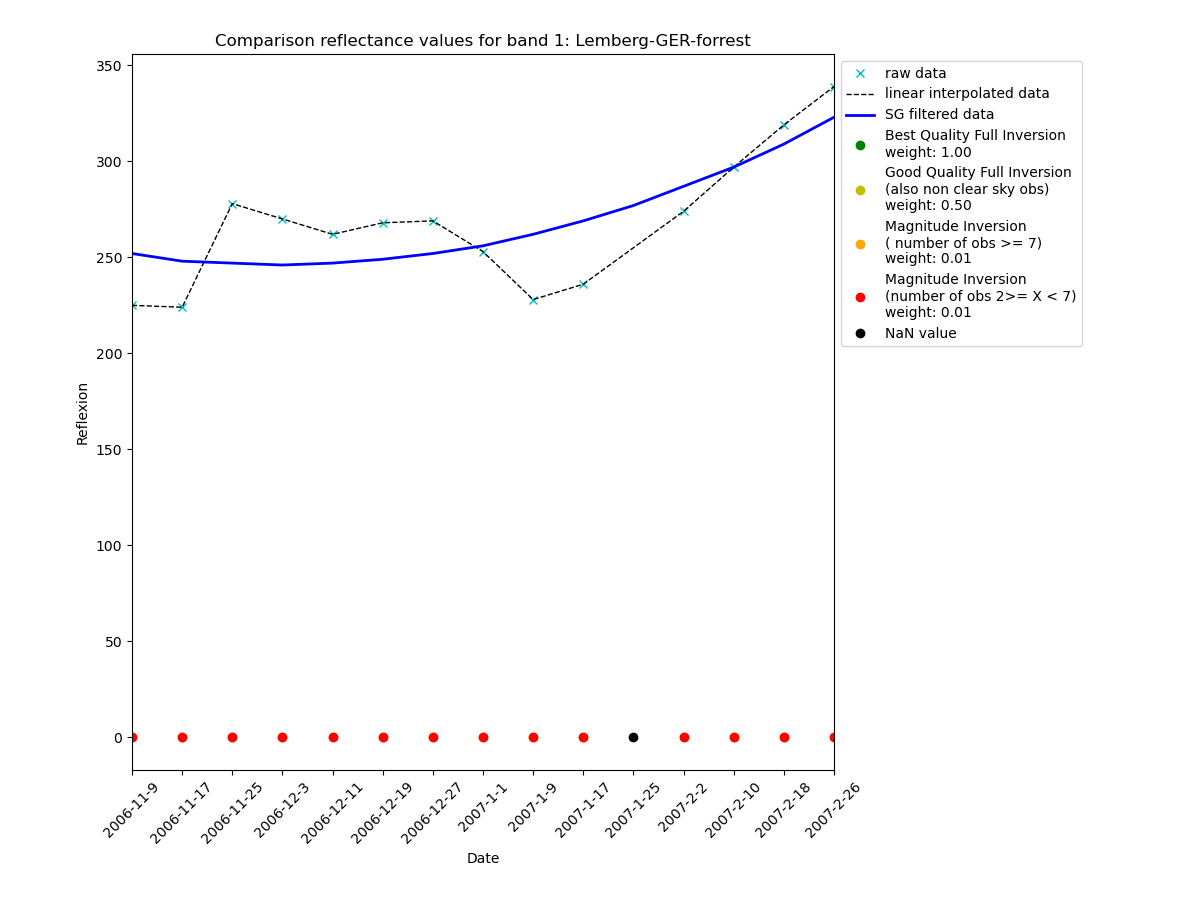 Comparison reflectance values for band 1: Lemberg-GER-forrest
350
300
250
200
150
100
50
0
Reflexion
2006-11-9
2006-11-17
2006-11-25
2006-12-3
2006-12-11
2006-12-19
2006-12-27
2007-1-1
2007-1-9
2007-1-17
2007-1-25
2007-2-2
2007-2-10
2007-2-18
2007-2-26
Date
raw data
linear interpolated data
SG filtered data
Best Quality Full Inversion
weight: 1.00
Good Quality Full Inversion
(also non clear sky obs)
weight: 0.50
Magnitude Inversion
( number of obs >= 7)
weight: 0.01
Magnitude Inversion
(number of obs 2>= X < 7)
weight: 0.01
NaN value